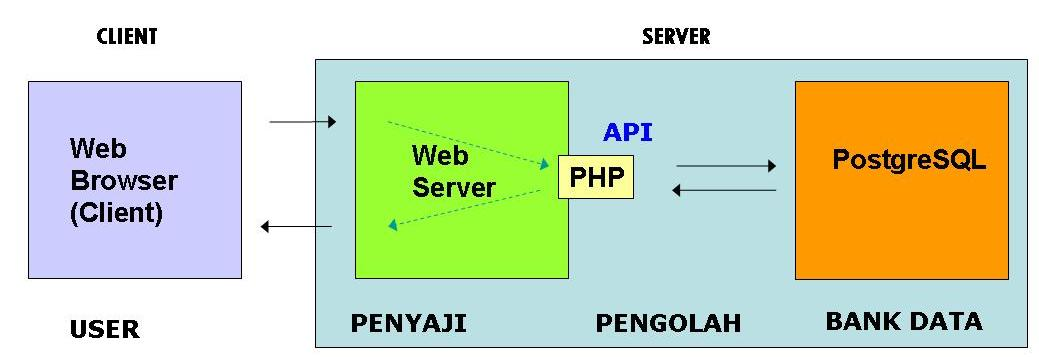 CLIENT
SERVER
Web
Browser
(Client)
Web
Server
API
PHP
PostgreSQL
USER
PENYAJI
PENGOLAH
BANK DATA